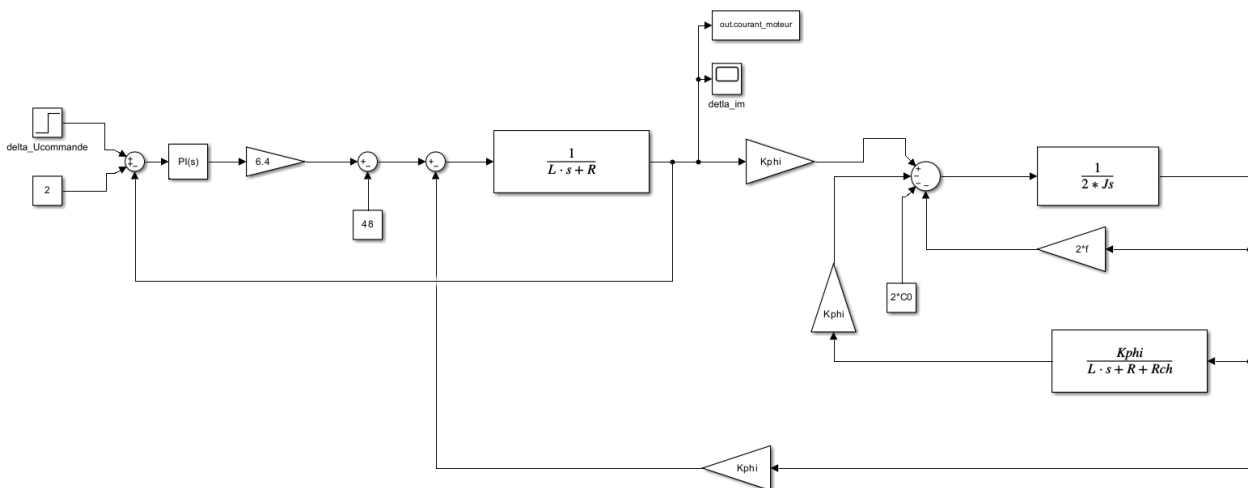 out.courant_moteur
detla_im
delta_Ucommande
+
+
−
PI(s)
6.4
+
−
+
−
1
L · s + R
Kphi
+
−
−
−
1
2 * Js
2
48
2*f
2*C0
Kphi
Kphi
L · s + R + Rch
Kphi